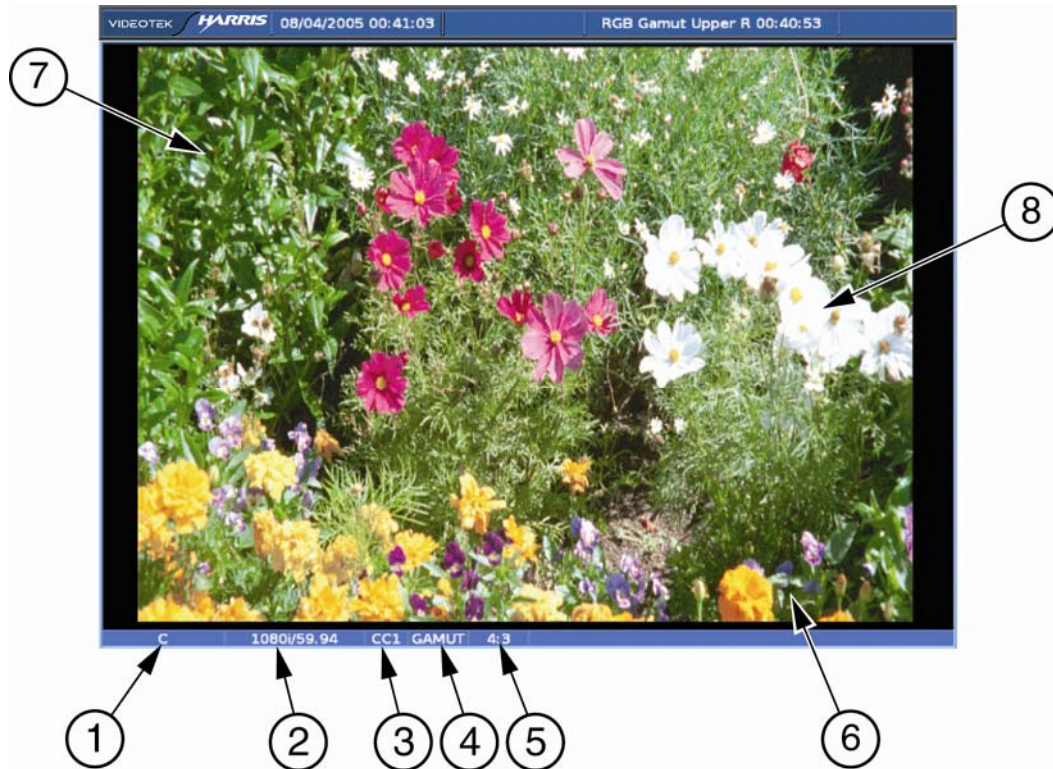 VIDEOTEK HARRIS 08/04/2005 00:41:03 RGB Gamut Upper R 00:40:53
7
8
C 1080i/59.94 CC1 GAMUT 4:3
1 2 3 4 5 6